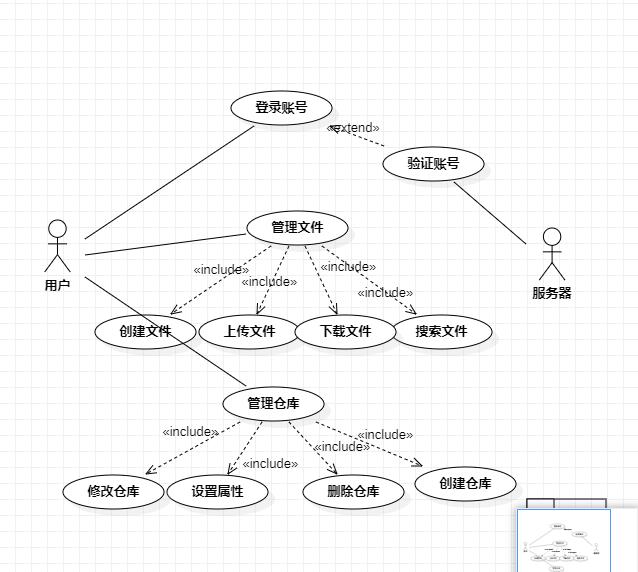 登录账号
«extend»
验证账号
管理文件
用户
服务器
«include»
«include»
«include»
«include»
创建文件
上传文件
下载文件
搜索文件
管理仓库
«include»
«include»
«include»
«include»
修改仓库
设置属性
删除仓库
创建仓库